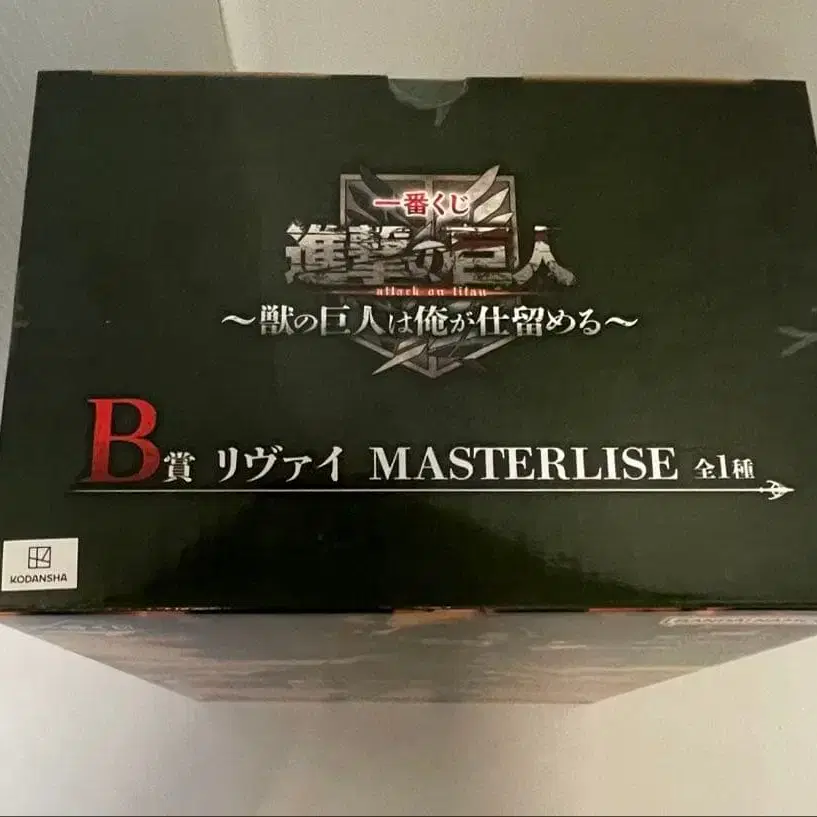 一番くじ
進撃の巨人
attack on titan
～獣の巨人は俺が仕留める～
B賞 リヴァイ MASTERLISE 全1種
KODANSHA